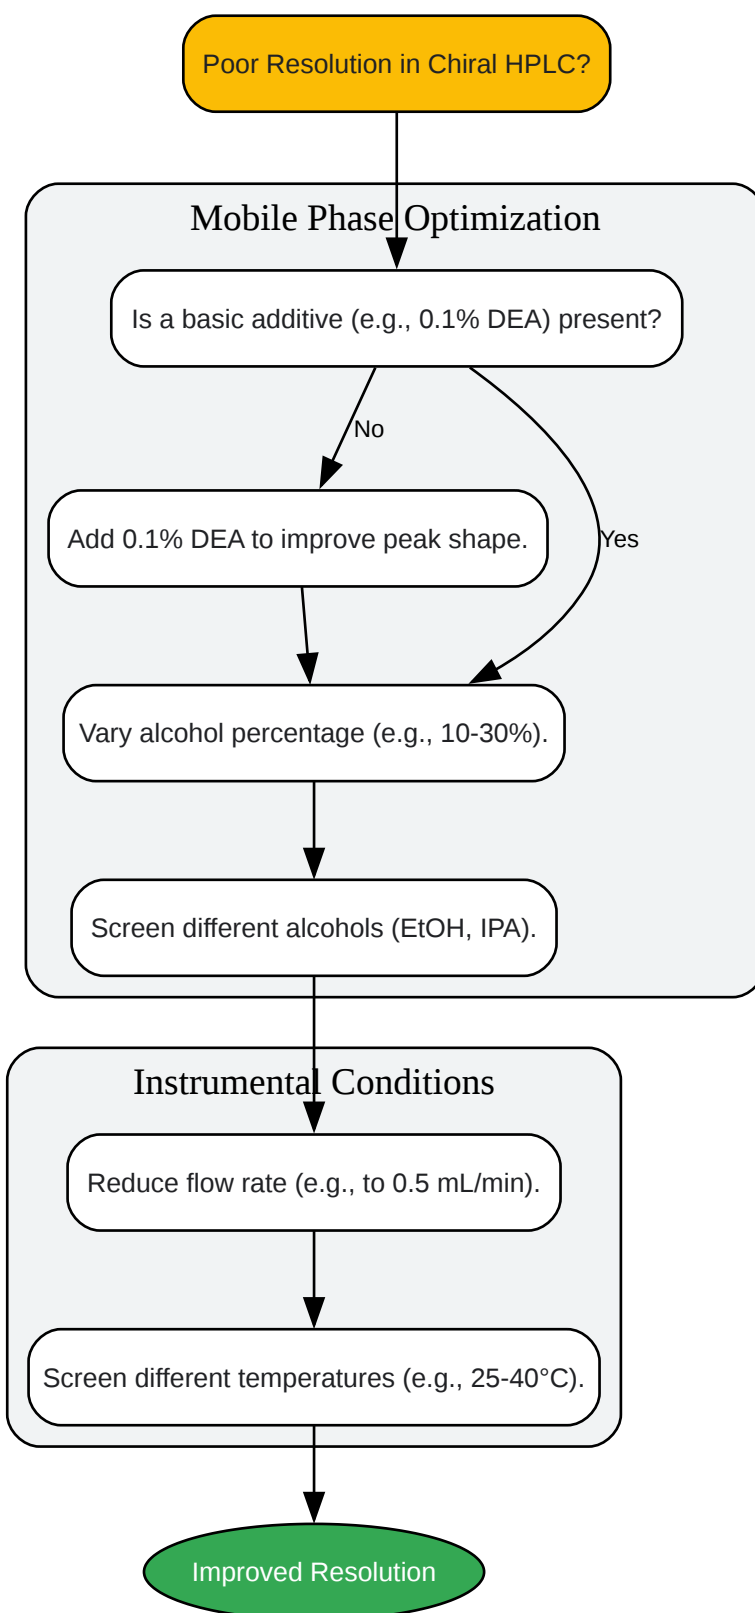 Poor Resolution in Chiral HPLC?
Mobile Phase Optimization
Is a basic additive (e.g., 0.1% DEA) present?
No
Add 0.1% DEA to improve peak shape.
Yes
Vary alcohol percentage (e.g., 10-30%).
Screen different alcohols (EtOH, IPA).
Instrumental Conditions
Reduce flow rate (e.g., to 0.5 mL/min).
Screen different temperatures (e.g., 25-40°C).
Improved Resolution